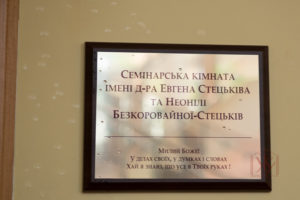 Семінарська кімната
імені д-ра Евгена Стецьківа
та Неонілі
Безкоровайної-Стецьків
Милий Божії!
У ділах своїх, у думках і словах
Хай я знаю, що усе в Твоїх руках!